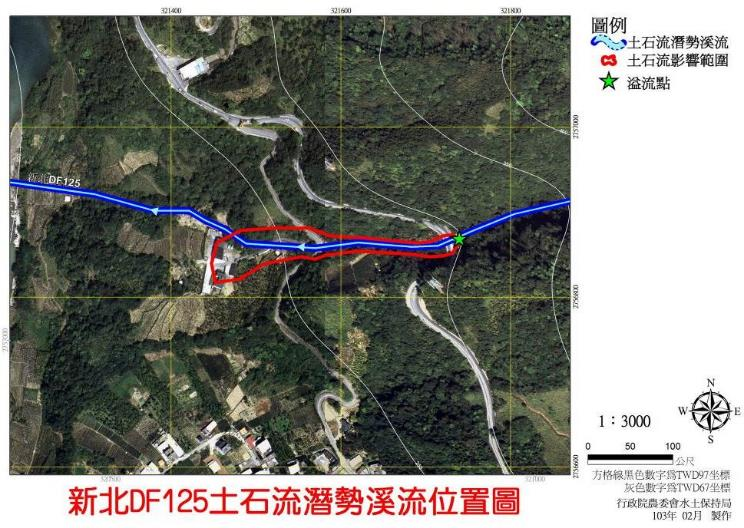 321400
321600
321800
圖例
土石流潛勢溪流
土石流影響範圍
溢流點
2757000
新北DF125
2756800
N
W
E
S
1：3000
0
50
100
公尺
2756600
321000
方格線黑色數字為TWD97坐標
灰色數字為TWD67坐標
行政院農委會水土保持局
103年 02月 製作
新北DF125土石流潛勢溪流位置圖